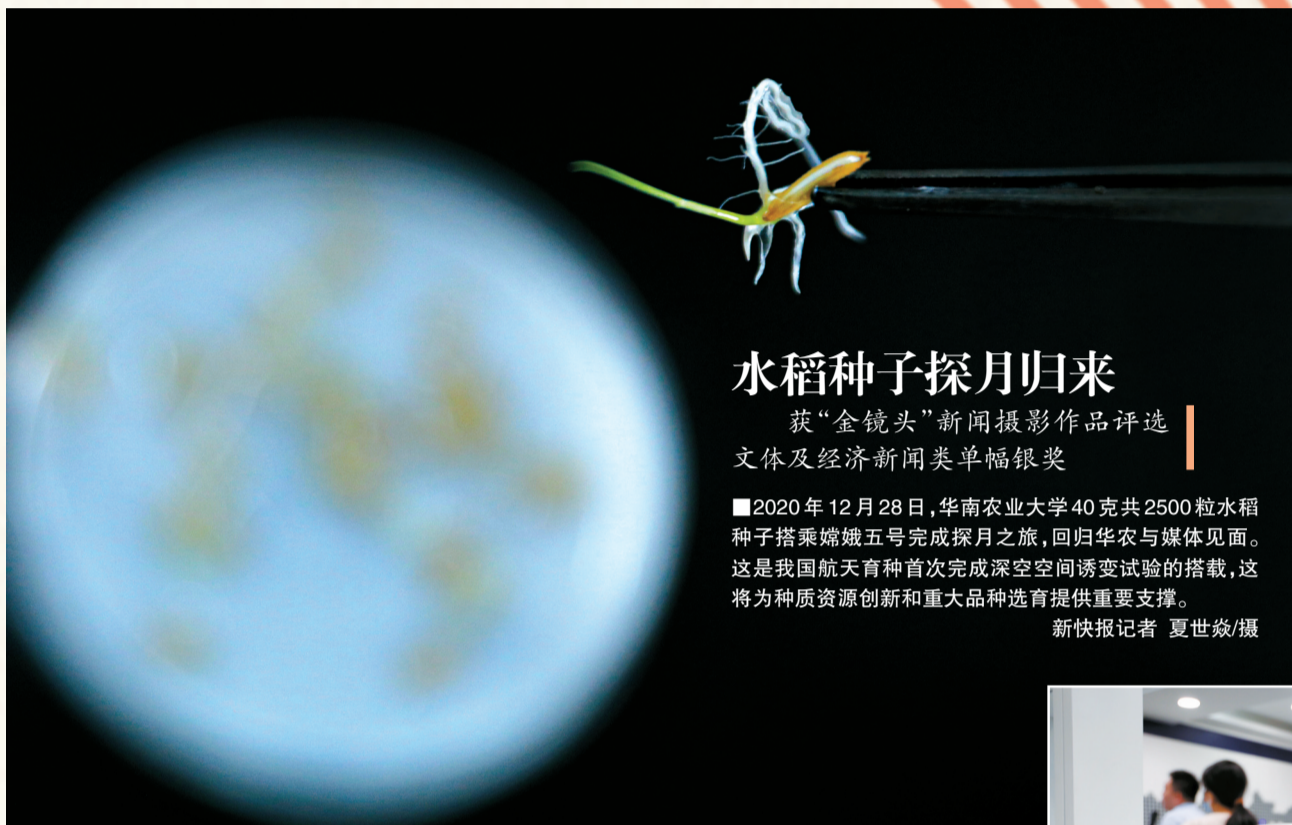 水稻种子探月归来
获“金镜头”新闻摄影作品评选
文体及经济新闻类单幅银奖
■2020年12月28日,华南农业大学40克共2500粒水稻
种子搭乘嫦娥五号完成探月之旅,回归华农与媒体见面。
这是我国航天育种首次完成深空空间诱变试验的搭载,这
将为种质资源创新和重大品种选育提供重要支撑。
新快报记者 夏世焱/摄